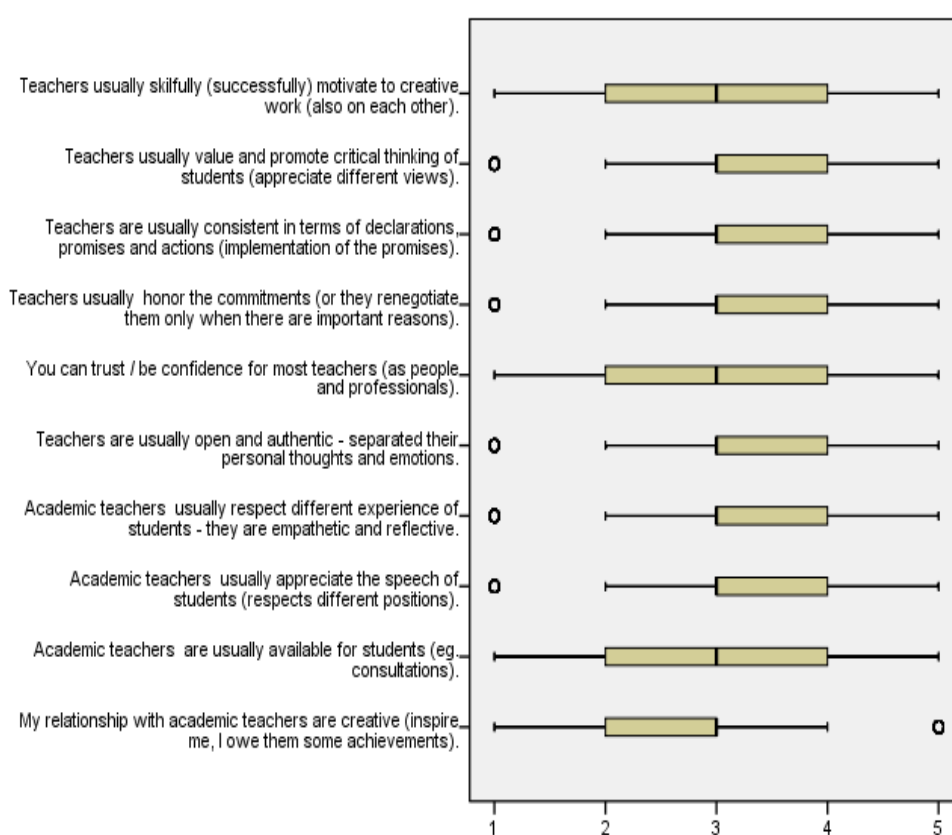 Teachers usually skilfully (successfully) motivate to creative
work (also on each other).
Teachers usually value and promote critical thinking of
students (appreciate different views).
Teachers are usually consistent in terms of declarations,
promises and actions (implementation of the promises).
Teachers usually  honor the commitments (or they renegotiate
them only when there are important reasons).
You can trust / be confidence for most teachers (as people
and professionals).
Teachers are usually open and authentic - separated their
personal thoughts and emotions.
Academic teachers  usually respect different experience of
students - they are empathetic and reflective.
Academic teachers  usually appreciate the speech of
students (respects different positions).
Academic teachers  are usually available for students (eg.
consultations).
My relationship with academic teachers are creative (inspire
me, I owe them some achievements).
1 2 3 4 5